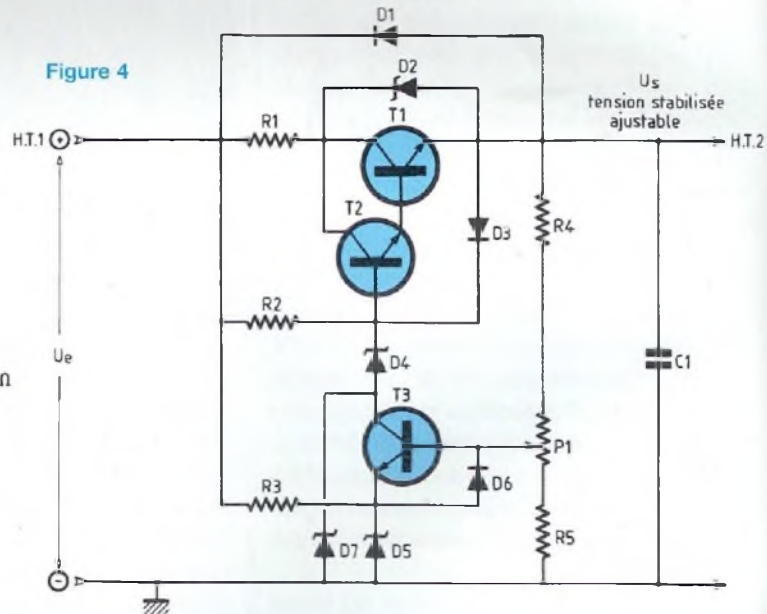 Figure 4
D1
D2
Us
tension stabilisée
ajustable
H.T.1
+
R1
T1
H.T.2
T2
D3
R4
R2
Ue
D4
C1
Ω
T3
P1
D6
R3
R5
D7
D5
−